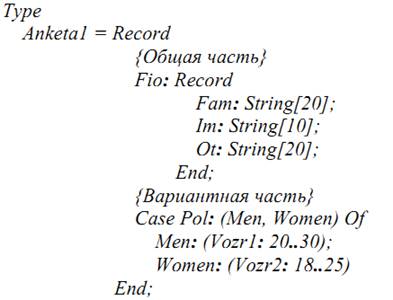 Type
Anketa1 = Record
{Общая часть}
Fio: Record
Fam: String[20];
Im: String[10];
Ot: String[20];
End;
{Вариантная часть}
Case Pol: (Men, Women) Of
Men: (Vozr1: 20..30);
Women: (Vozr2: 18..25)
End;